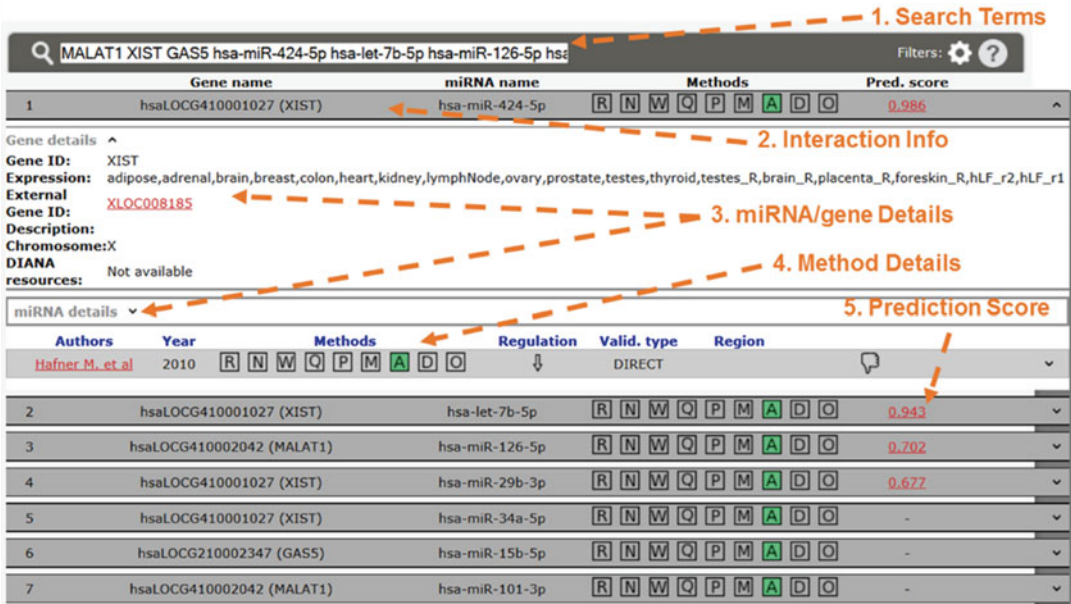 1. Search Terms
MALAT1 XIST GAS5 hsa-miR-424-5p hsa-let-7b-5p hsa-miR-126-5p hsa Filters: ?
Gene name miRNA name Methods Pred. score
1 hsaLOCG410001027 (XIST) hsa-miR-424-5p R N W Q P M A D O 0.986
2. Interaction Info
Gene details
Gene ID: XIST
Expression: adipose,adrenal,brain,breast,colon,heart,kidney,lymphNode,ovary,prostate,testes,thyroid,testes_R,brain_R,placenta_R,foreskin_R,hLF_r2,hLF_r1
External
Gene ID: XLOC008185
3. miRNA/gene Details
Description:
Chromosome:X
DIANA
resources: Not available
4. Method Details
miRNA details
5. Prediction Score
Authors Year Methods Regulation Valid. type Region
Hafner M. et al 2010 R N W Q P M A D O DIRECT
2 hsaLOCG410001027 (XIST) hsa-let-7b-5p R N W Q P M A D O 0.943
3 hsaLOCG410002042 (MALAT1) hsa-miR-126-5p R N W Q P M A D O 0.702
4 hsaLOCG410001027 (XIST) hsa-miR-29b-3p R N W Q P M A D O 0.677
5 hsaLOCG410001027 (XIST) hsa-miR-34a-5p R N W Q P M A D O -
6 hsaLOCG210002347 (GAS5) hsa-miR-15b-5p R N W Q P M A D O -
7 hsaLOCG410002042 (MALAT1) hsa-miR-101-3p R N W Q P M A D O -